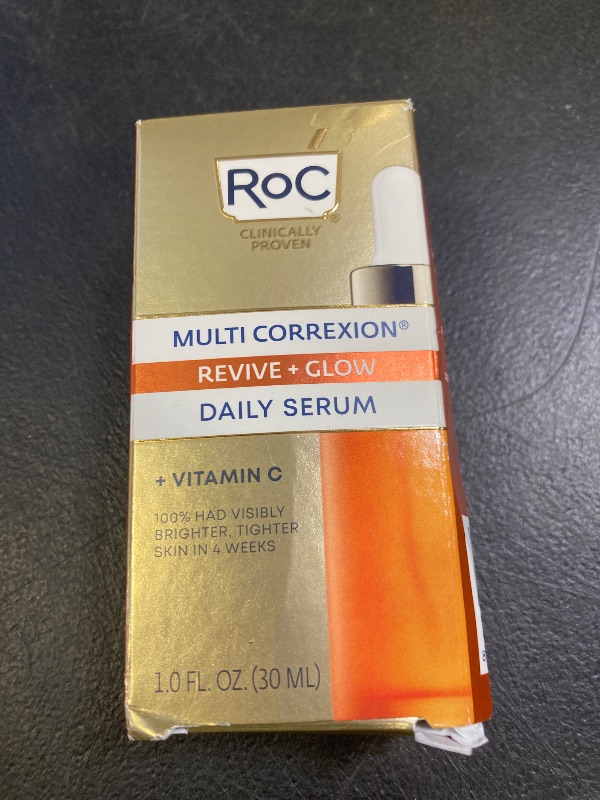 RoC®
CLINICALLY
PROVEN
MULTI CORREXION®
REVIVE + GLOW
DAILY SERUM
+ VITAMIN C
100% HAD VISIBLY
BRIGHTER, TIGHTER
SKIN IN 4 WEEKS
1.0 FL. OZ. (30 ML)